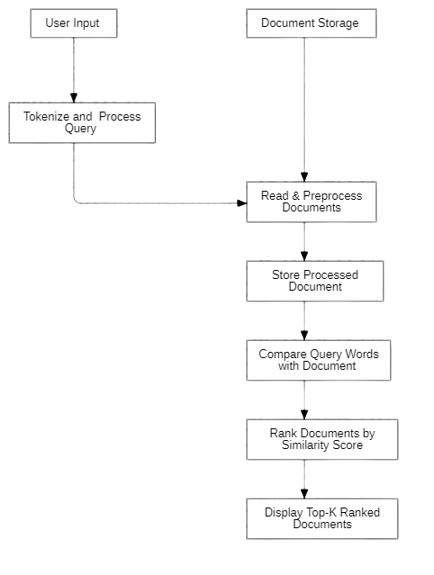 User Input
Document Storage
Tokenize and Process
Query
Read & Preprocess
Documents
Store Processed
Document
Compare Query Words
with Document
Rank Documents by
Similarity Score
Display Top-K Ranked
Documents